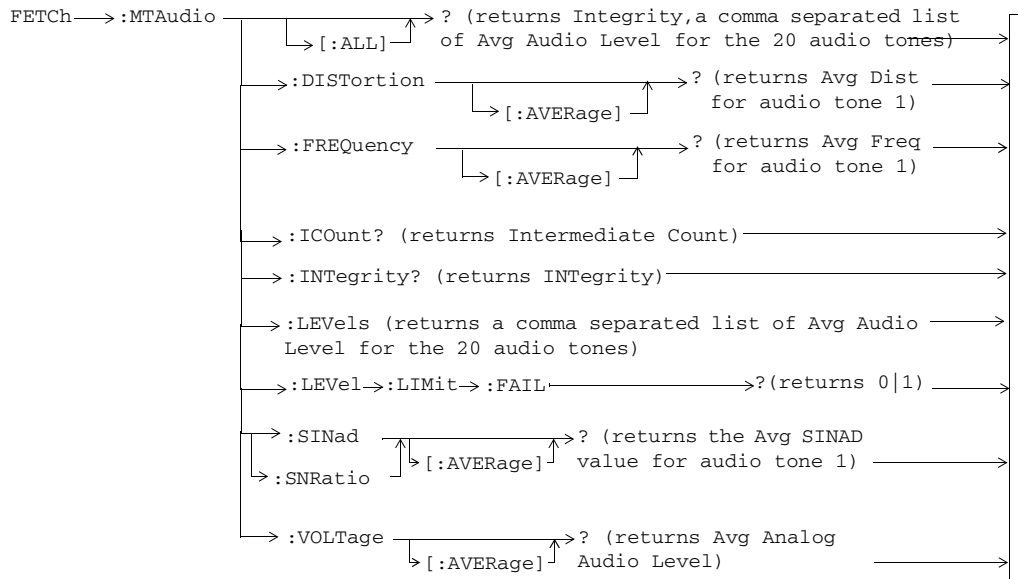 FETCh :MTAudio ? (returns Integrity,a comma separated list
[:ALL] of Avg Audio Level for the 20 audio tones)
:DISTortion ? (returns Avg Dist
[:AVERage] for audio tone 1)
:FREQuency ? (returns Avg Freq
[:AVERage] for audio tone 1)
:ICOunt? (returns Intermediate Count)
:INTegrity? (returns INTegrity)
:LEVels (returns a comma separated list of Avg Audio
Level for the 20 audio tones)
:LEVel :LIMit :FAIL ?(returns 0|1)
:SINad ? (returns the Avg SINAD
:SNRatio [:AVERage] value for audio tone 1)
:VOLTage ? (returns Avg Analog
[:AVERage] Audio Level)